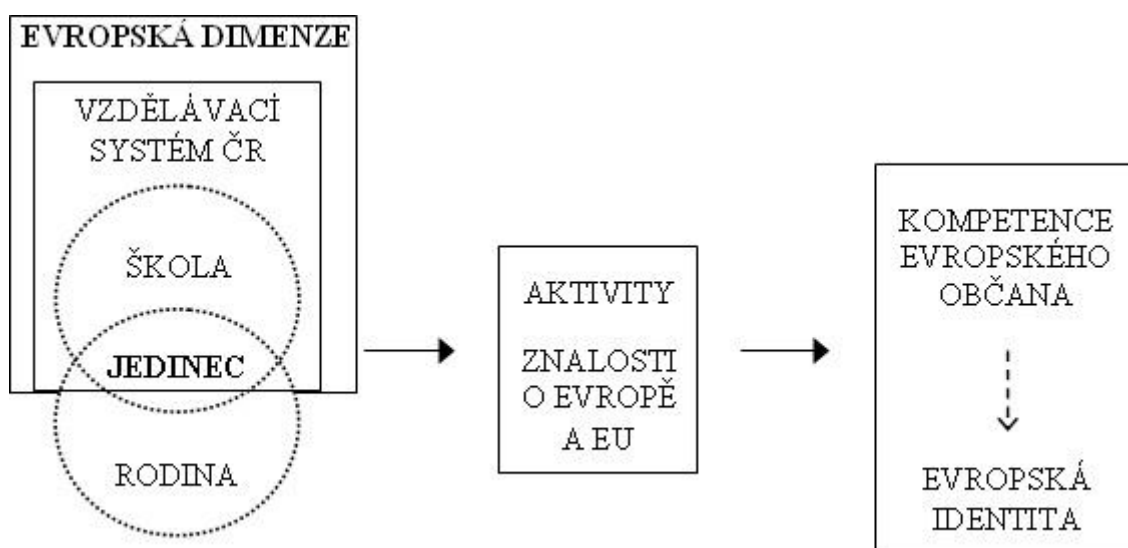 EVROPSKÁ DIMENZE
VZDĚLÁVACÍ
SYSTÉM ČR
ŠKOLA
JEDINEC
RODINA
AKTIVITY
ZNALOSTI
O EVROPĚ
A EU
KOMPETENCE
EVROPSKÉHO
OBČANA
EVROPSKÁ
IDENTITA